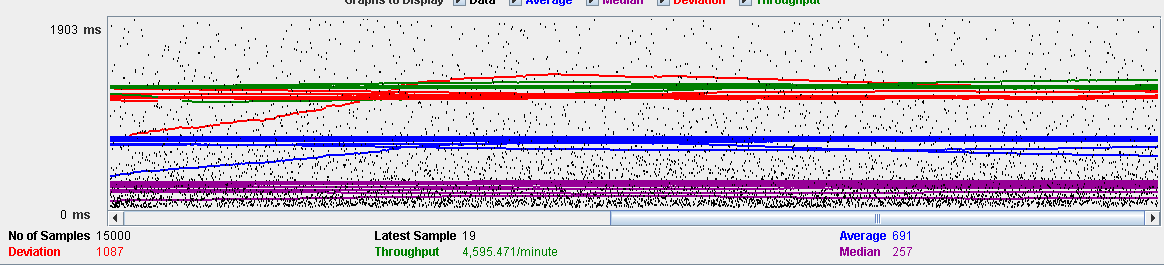 Graphs to Display Data Average Median Deviation Throughput
1903 ms
0 ms
No of Samples 15000 Latest Sample 19 Average 691
Deviation 1087 Throughput 4,595.471/minute Median 257